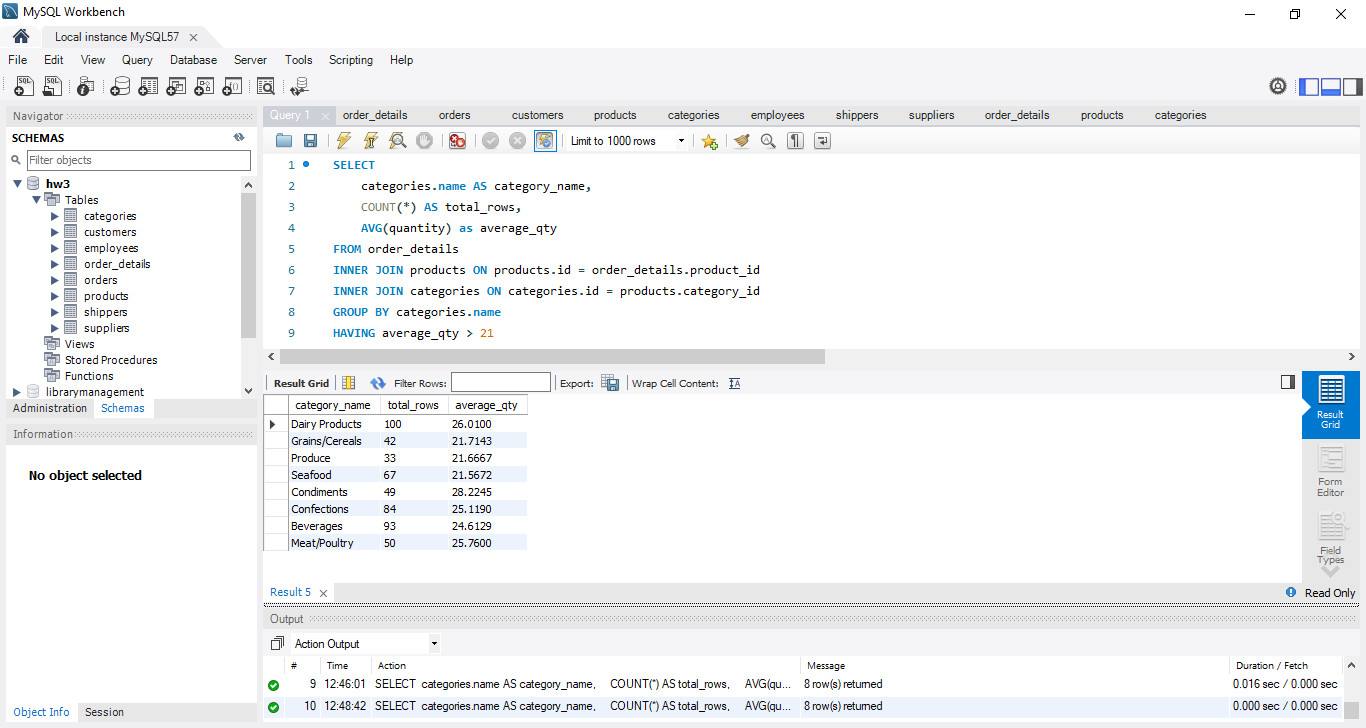 MySQL Workbench
Local instance MySQL57
File Edit View Query Database Server Tools Scripting Help
Navigator
SCHEMAS
Filter objects
hw3
Tables
categories
customers
employees
order_details
orders
products
shippers
suppliers
Views
Stored Procedures
Functions
librarymanagement
Administration Schemas
Information
No object selected
Object Info Session
Query 1 order_details orders customers products categories employees shippers suppliers order_details products categories
Limit to 1000 rows
1 SELECT
2 categories.name AS category_name,
3 COUNT(*) AS total_rows,
4 AVG(quantity) as average_qty
5 FROM order_details
6 INNER JOIN products ON products.id = order_details.product_id
7 INNER JOIN categories ON categories.id = products.category_id
8 GROUP BY categories.name
9 HAVING average_qty > 21
Result Grid Filter Rows: Export: Wrap Cell Content:
category_name total_rows average_qty
Dairy Products 100 26.0100
Grains/Cereals 42 21.7143
Produce 33 21.6667
Seafood 67 21.5672
Condiments 49 28.2245
Confections 84 25.1190
Beverages 93 24.6129
Meat/Poultry 50 25.7600
Result
Grid
Form
Editor
Field
Types
Result 5
Read Only
Output
Action Output
# Time Action Message Duration / Fetch
9 12:46:01 SELECT categories.name AS category_name, COUNT(*) AS total_rows, AVG(qu... 8 row(s) returned 0.016 sec / 0.000 sec
10 12:48:42 SELECT categories.name AS category_name, COUNT(*) AS total_rows, AVG(qu... 8 row(s) returned 0.000 sec / 0.000 sec